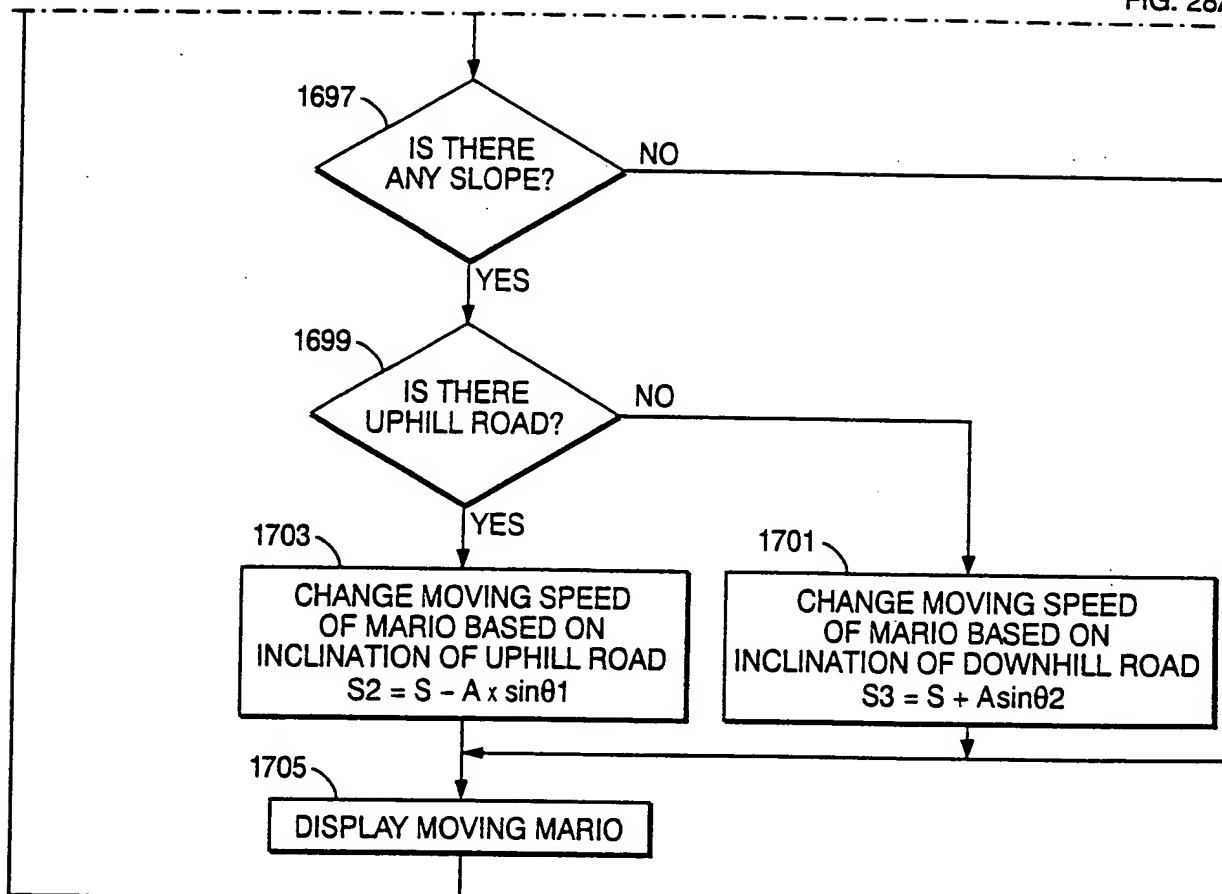 FIG. 28A
1697
IS THERE
ANY SLOPE?
NO
YES
1699
IS THERE
UPHILL ROAD?
NO
YES
1703
CHANGE MOVING SPEED
OF MARIO BASED ON
INCLINATION OF UPHILL ROAD
S2 = S – A x sinθ1
1701
CHANGE MOVING SPEED
OF MARIO BASED ON
INCLINATION OF DOWNHILL ROAD
S3 = S + Asinθ2
1705
DISPLAY MOVING MARIO